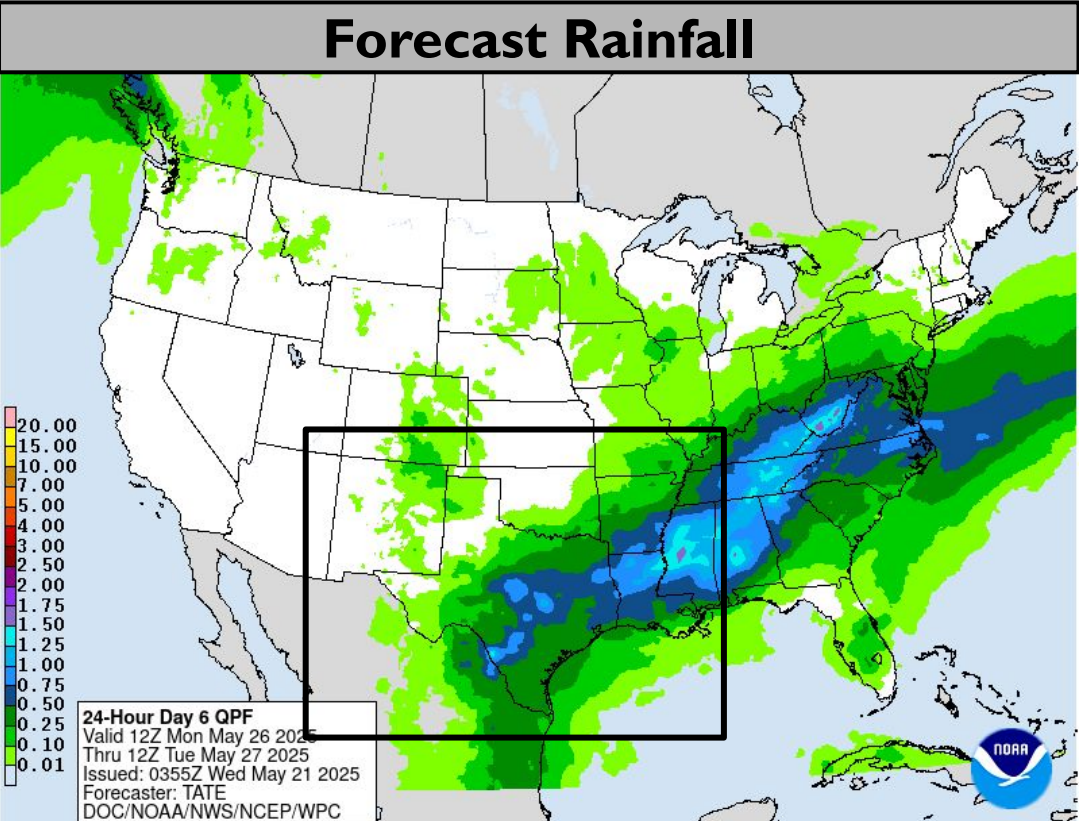 Forecast Rainfall
20.00
15.00
10.00
7.00
5.00
4.00
3.00
2.50
2.00
1.75
1.50
1.25
1.00
0.75
0.50
0.25
0.10
0.01
24-Hour Day 6 QPF
Valid 12Z Mon May 26 2025
Thru 12Z Tue May 27 2025
Issued: 0355Z Wed May 21 2025
Forecaster: TATE
DOC/NOAA/NWS/NCEP/WPC
NOAA